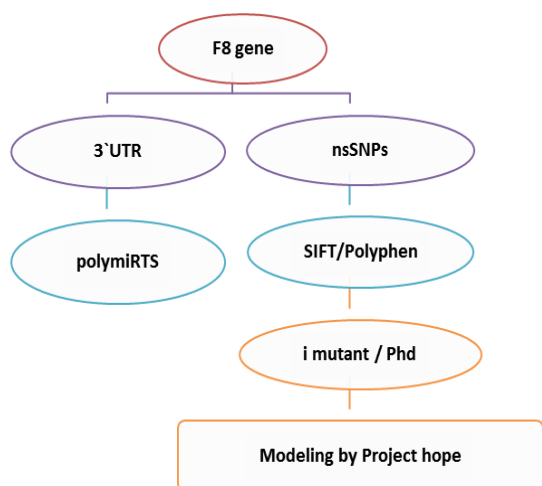 F8 gene
3`UTR
nsSNPs
polymiRTS
SIFT/Polyphen
i mutant / Phd
Modeling by Project hope